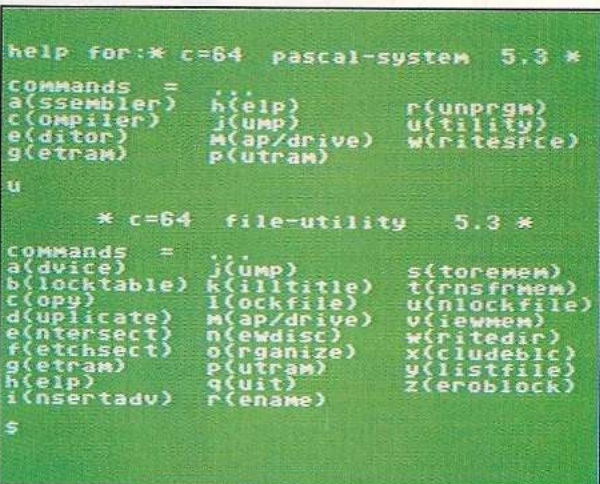 help for:* c=64  pascal-system  5.3 *
commands  =  ...
a(ssembler)  h(elp)  r(unprgm)
c(ompiler)  j(ump)  u(tility)
e(ditor)  m(ap/drive)  w(ritesrce)
g(etram)  p(utram)
u
* c=64  file-utility  5.3 *
commands  =  ...
a(dvice)  j(ump)  s(toremem)
b(locktable)  k(illtitle)  t(rnsfrmem)
c(opy)  l(ockfile)  u(nlockfile)
d(uplicate)  m(ap/drive)  v(iewmem)
e(ntersect)  n(ewdisc)  w(ritedir)
f(etchsect)  o(rganize)  x(cludeblc)
g(etram)  p(utram)  y(listfile)
h(elp)  q(uit)  z(eroblock)
i(nsertadv)  r(ename)
$